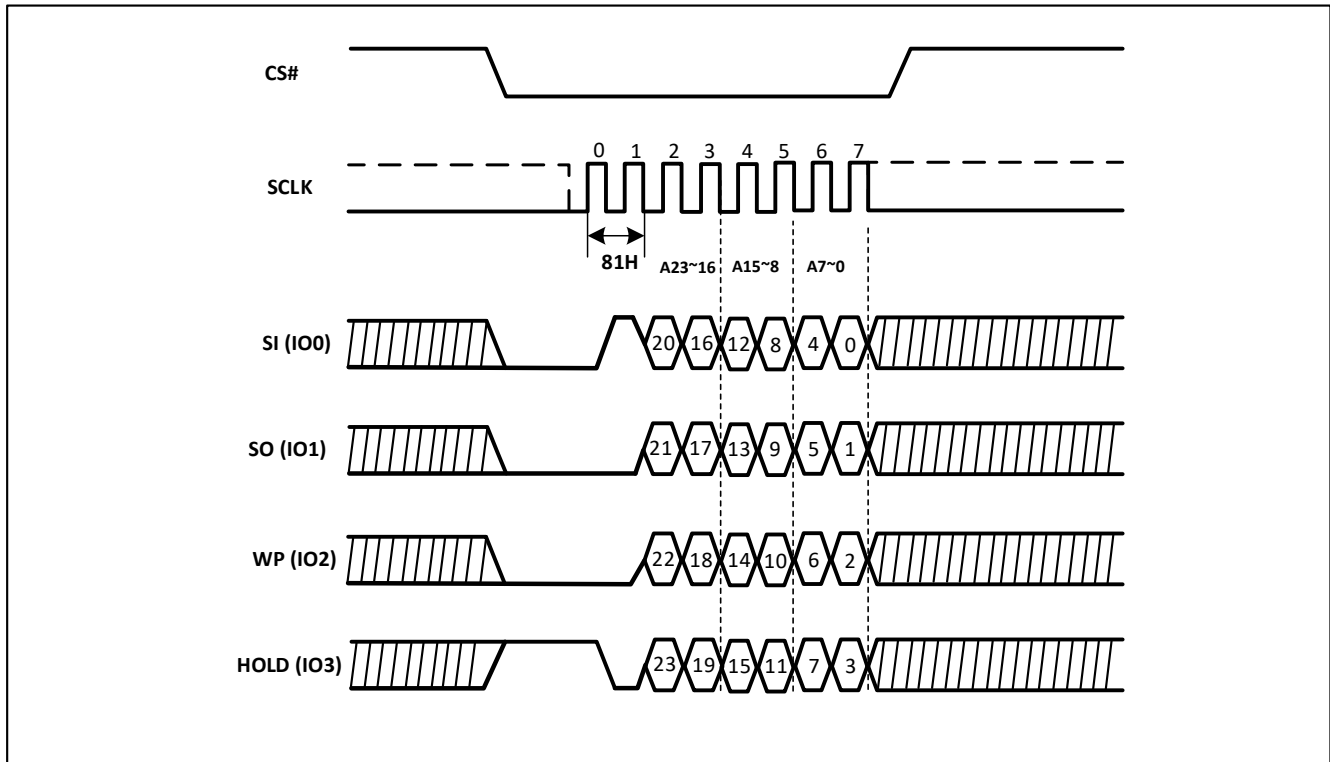 CS#
0 1 2 3 4 5 6 7
SCLK
81H A23~16 A15~8 A7~0
SI (IO0) 20 16 12 8 4 0
SO (IO1) 21 17 13 9 5 1
WP (IO2) 22 18 14 10 6 2
HOLD (IO3) 23 19 15 11 7 3